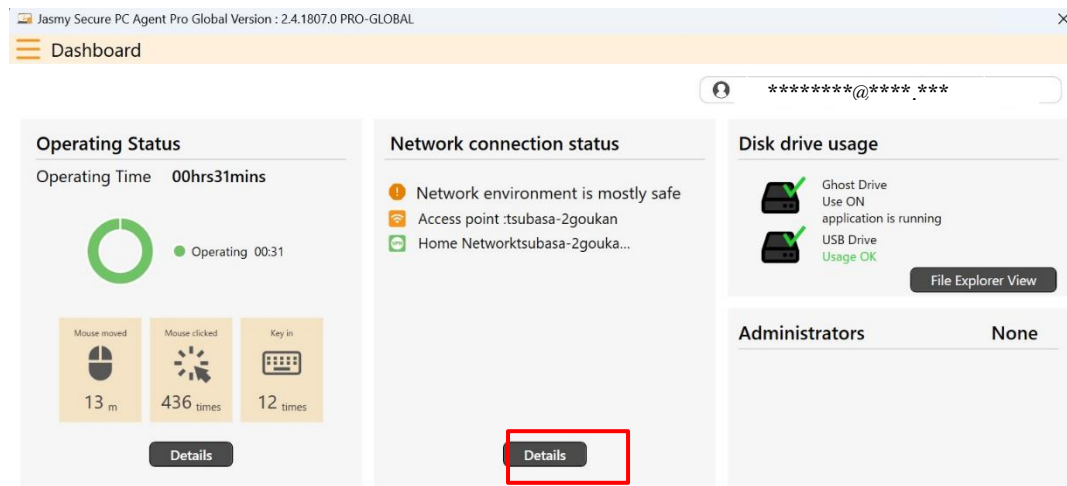 Jasmy Secure PC Agent Pro Global Version : 2.4.1807.0 PRO-GLOBAL
Dashboard
********@****.***
Operating Status
Operating Time 00hrs31mins
Operating 00:31
Mouse moved
13 m
Mouse clicked
436 times
Key in
12 times
Details
Network connection status
Network environment is mostly safe
Access point :tsubasa-2goukan
Home Networktsubasa-2gouka...
Details
Disk drive usage
Ghost Drive
Use ON
application is running
USB Drive
Usage OK
File Explorer View
Administrators None